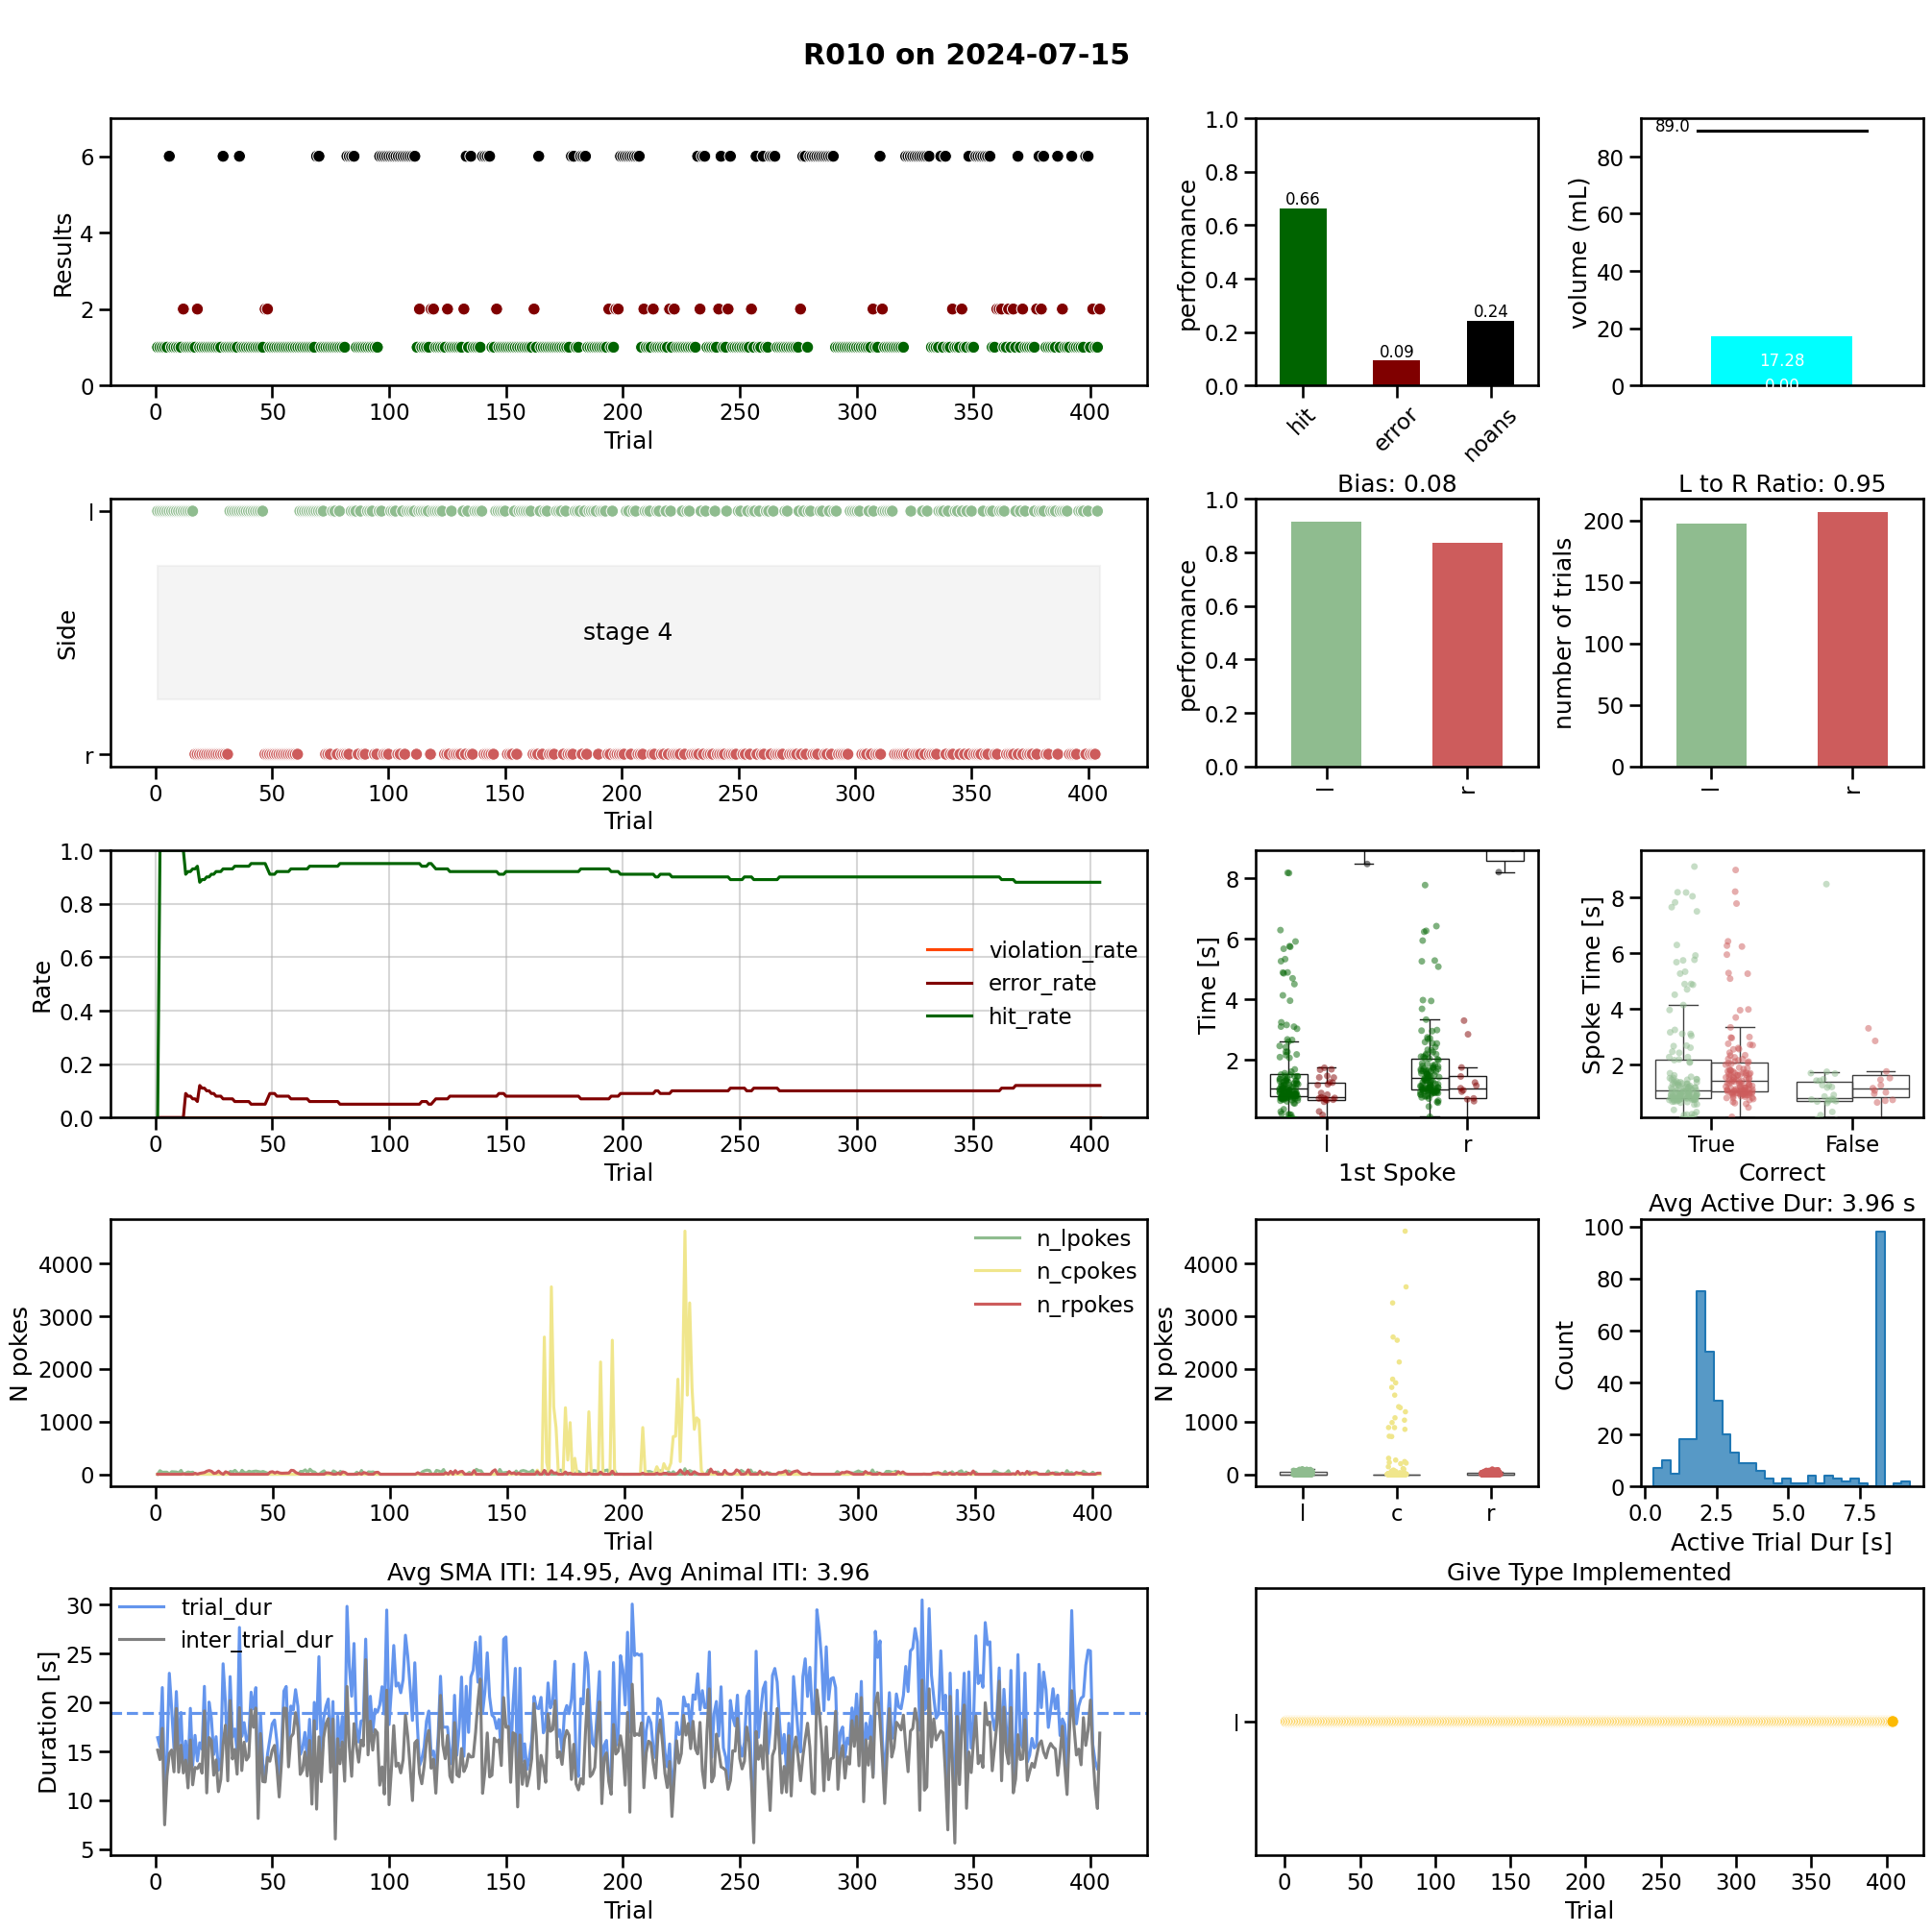 R010 on 2024-07-15
Results
6
4
2
0
0 50 100 150 200 250 300 350 400
Trial
performance
1.0
0.8
0.6
0.4
0.2
0.0
0.66
0.09
0.24
hit error noans
volume (mL)
80
60
40
20
0
89.0
17.28
0.00
Side
l
r
stage 4
0 50 100 150 200 250 300 350 400
Trial
Bias: 0.08
performance
1.0
0.8
0.6
0.4
0.2
0.0
l r
L to R Ratio: 0.95
number of trials
200
150
100
50
0
l r
Rate
1.0
0.8
0.6
0.4
0.2
0.0
violation_rate
error_rate
hit_rate
0 50 100 150 200 250 300 350 400
Trial
Time [s]
8
6
4
2
l r
1st Spoke
Spoke Time [s]
8
6
4
2
True False
Correct
N pokes
4000
3000
2000
1000
0
n_lpokes
n_cpokes
n_rpokes
0 50 100 150 200 250 300 350 400
Trial
N pokes
4000
3000
2000
1000
0
l c r
Avg Active Dur: 3.96 s
Count
100
80
60
40
20
0
0.0 2.5 5.0 7.5
Active Trial Dur [s]
Avg SMA ITI: 14.95, Avg Animal ITI: 3.96
Duration [s]
30
25
20
15
10
5
trial_dur
inter_trial_dur
0 50 100 150 200 250 300 350 400
Trial
Give Type Implemented
l
0 50 100 150 200 250 300 350 400
Trial